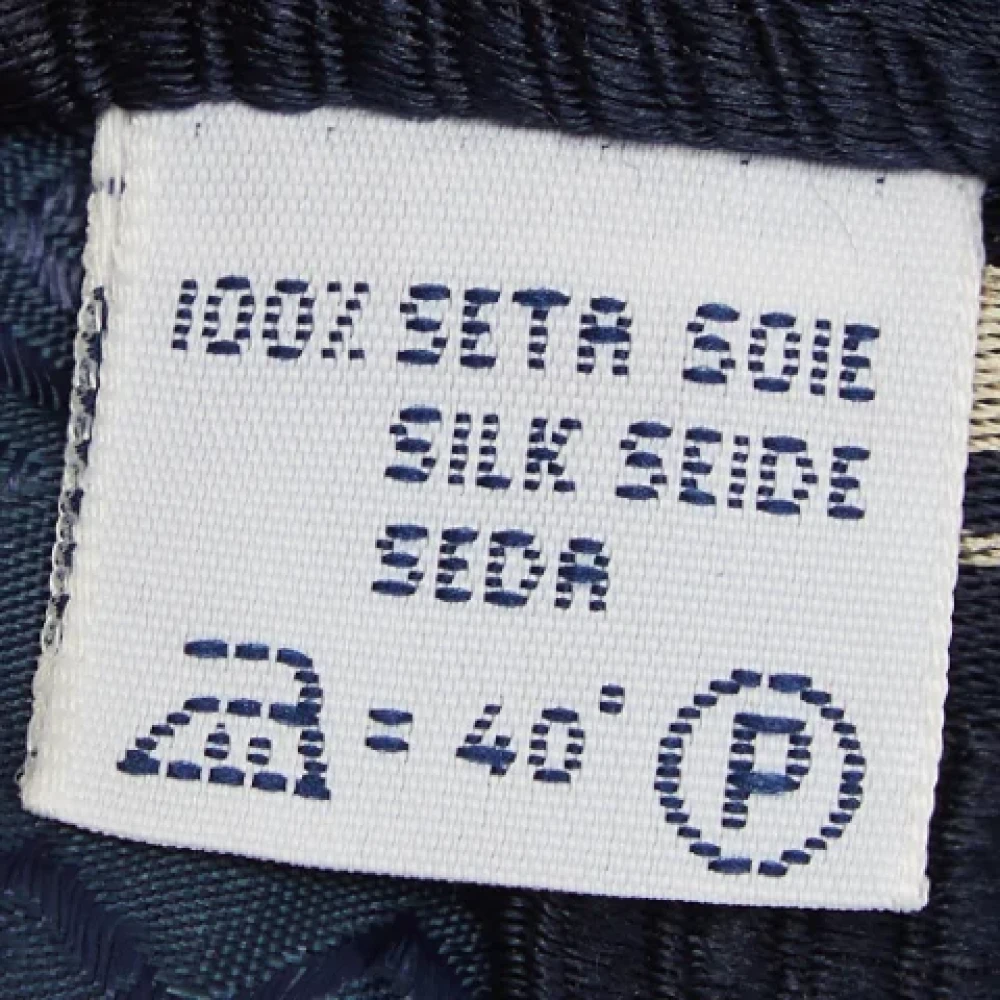 100% SETA SOIE
SILK SEIDE
SEDA
= 40° P